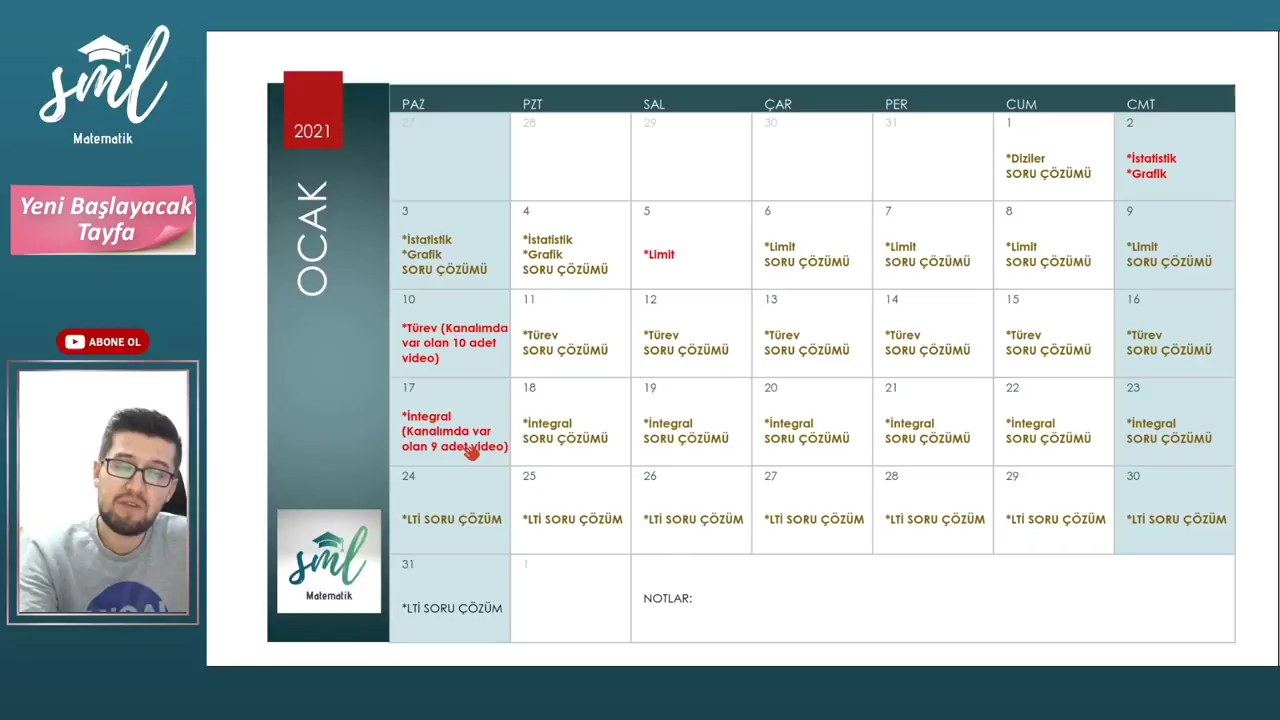 sml
Matematik
Yeni Başlayacak
Tayfa
ABONE OL
2021
OCAK
sml
Matematik
PAZ PZT SAL ÇAR PER CUM CMT
27 28 29 30 31 1 2
*Diziler
SORU ÇÖZÜMÜ
*İstatistik
*Grafik
3 4 5 6 7 8 9
*İstatistik
*Grafik
SORU ÇÖZÜMÜ
*İstatistik
*Grafik
SORU ÇÖZÜMÜ
*Limit
*Limit
SORU ÇÖZÜMÜ
*Limit
SORU ÇÖZÜMÜ
*Limit
SORU ÇÖZÜMÜ
*Limit
SORU ÇÖZÜMÜ
10 11 12 13 14 15 16
*Türev (Kanalımda
var olan 10 adet
video)
*Türev
SORU ÇÖZÜMÜ
*Türev
SORU ÇÖZÜMÜ
*Türev
SORU ÇÖZÜMÜ
*Türev
SORU ÇÖZÜMÜ
*Türev
SORU ÇÖZÜMÜ
*Türev
SORU ÇÖZÜMÜ
17 18 19 20 21 22 23
*İntegral
(Kanalımda var
olan 9 adet video)
*İntegral
SORU ÇÖZÜMÜ
*İntegral
SORU ÇÖZÜMÜ
*İntegral
SORU ÇÖZÜMÜ
*İntegral
SORU ÇÖZÜMÜ
*İntegral
SORU ÇÖZÜMÜ
*İntegral
SORU ÇÖZÜMÜ
24 25 26 27 28 29 30
*LTİ SORU ÇÖZÜM *LTİ SORU ÇÖZÜM *LTİ SORU ÇÖZÜM *LTİ SORU ÇÖZÜM *LTİ SORU ÇÖZÜM *LTİ SORU ÇÖZÜM *LTİ SORU ÇÖZÜM
31 1
*LTİ SORU ÇÖZÜM
NOTLAR: